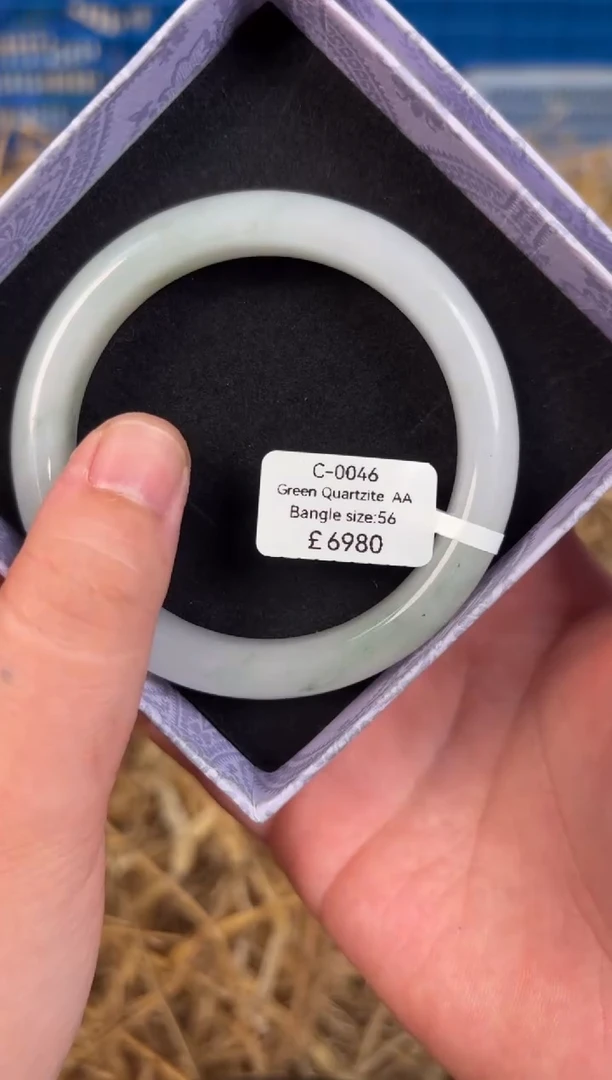 C-0046
Green Quartzite AA
Bangle size:56
£6980